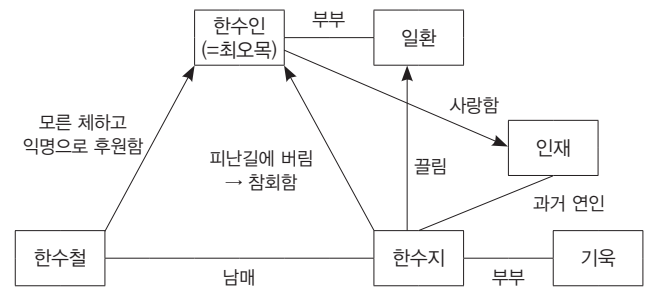 한수인
(=최오목)
부부
일환
모른 체하고
익명으로 후원함
피난길에 버림
→ 참회함
끌림
사랑함
인재
과거 연인
한수철
남매
한수지
부부
기욱